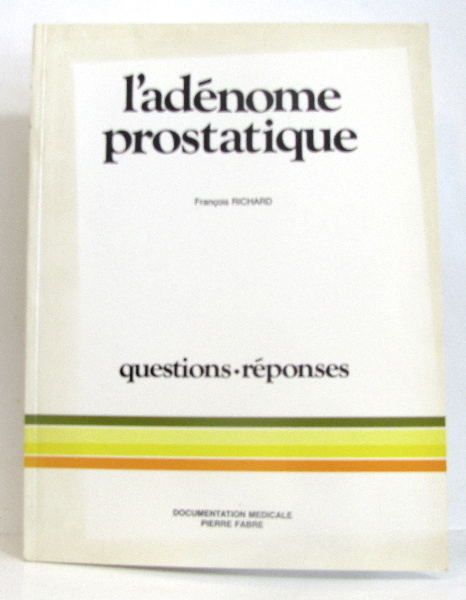 l'adénome
prostatique
François RICHARD
questions • réponses
DOCUMENTATION MEDICALE
PIERRE FABRE